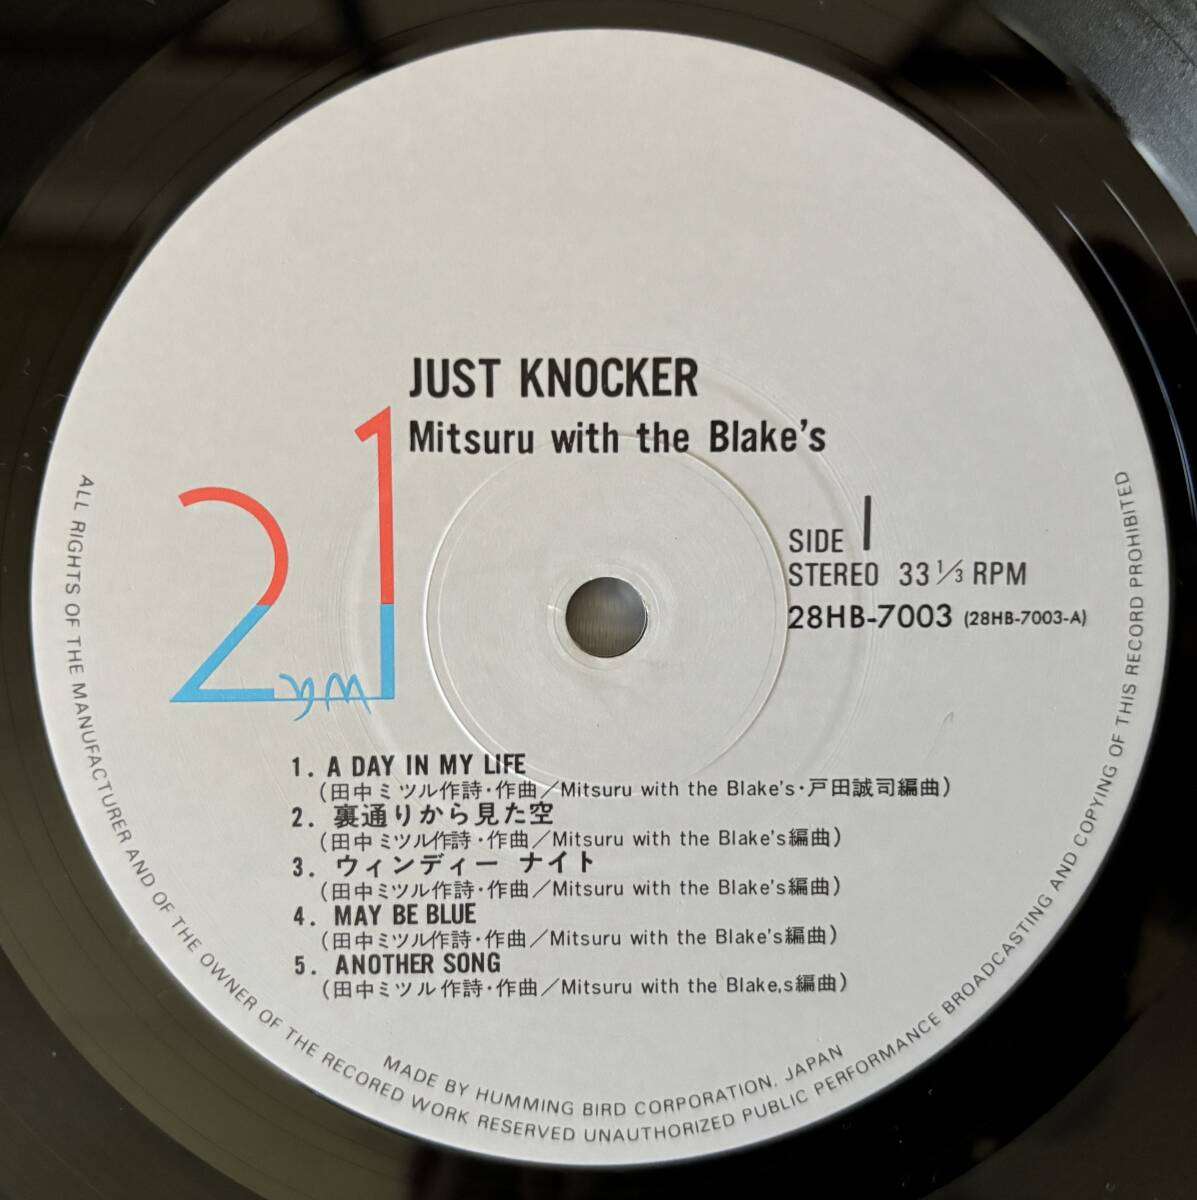 JUST KNOCKER
Mitsuru with the Blake's
21
SIDE 1
STEREO 33 1/3 RPM
28HB-7003 (28HB-7003-A)
1. A DAY IN MY LIFE
(田中ミツル作詩・作曲/Mitsuru with the Blake's・戸田誠司編曲)
2. 裏通りから見た空
(田中ミツル作詩・作曲/Mitsuru with the Blake's編曲)
3. ウィンディー ナイト
(田中ミツル作詩・作曲/Mitsuru with the Blake's編曲)
4. MAY BE BLUE
(田中ミツル作詩・作曲/Mitsuru with the Blake's編曲)
5. ANOTHER SONG
(田中ミツル作詩・作曲/Mitsuru with the Blake,s編曲)
MADE BY HUMMING BIRD CORPORATION, JAPAN
ALL RIGHTS OF THE MANUFACTURER AND OF THE OWNER OF THE RECORED WORK RESERVED UNAUTHORIZED PUBLIC PERFORMANCE BROADCASTING AND COPYING OF THIS RECORD PROHIBITED